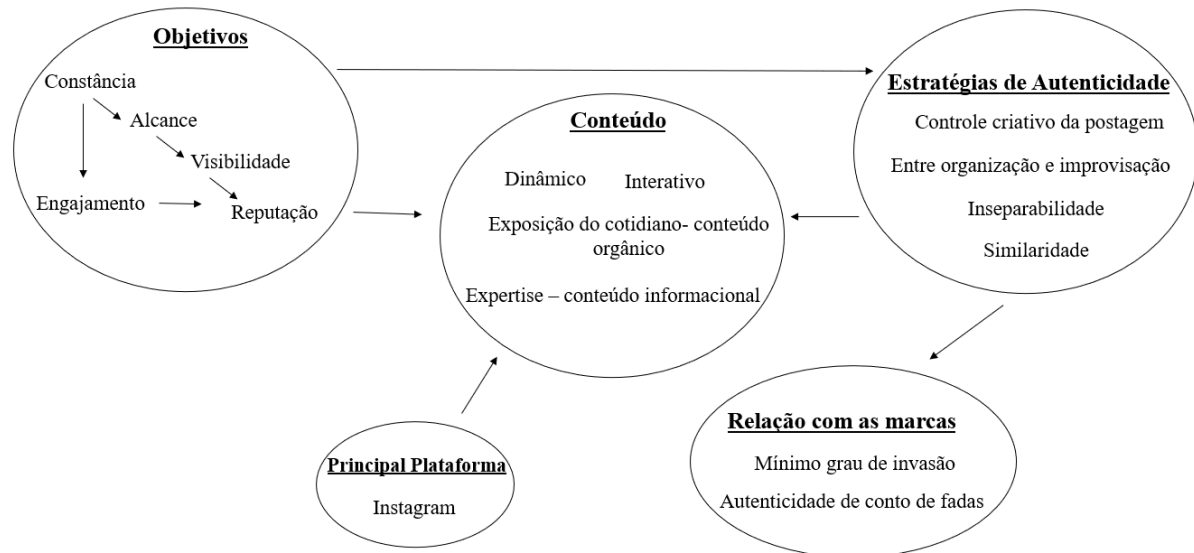 Objetivos
Constância
Alcance
Visibilidade
Engajamento
Reputação
Conteúdo
Dinâmico
Interativo
Exposição do cotidiano- conteúdo
orgânico
Expertise – conteúdo informacional
Estratégias de Autenticidade
Controle criativo da postagem
Entre organização e improvisação
Inseparabilidade
Similaridade
Principal Plataforma
Instagram
Relação com as marcas
Mínimo grau de invasão
Autenticidade de conto de fadas